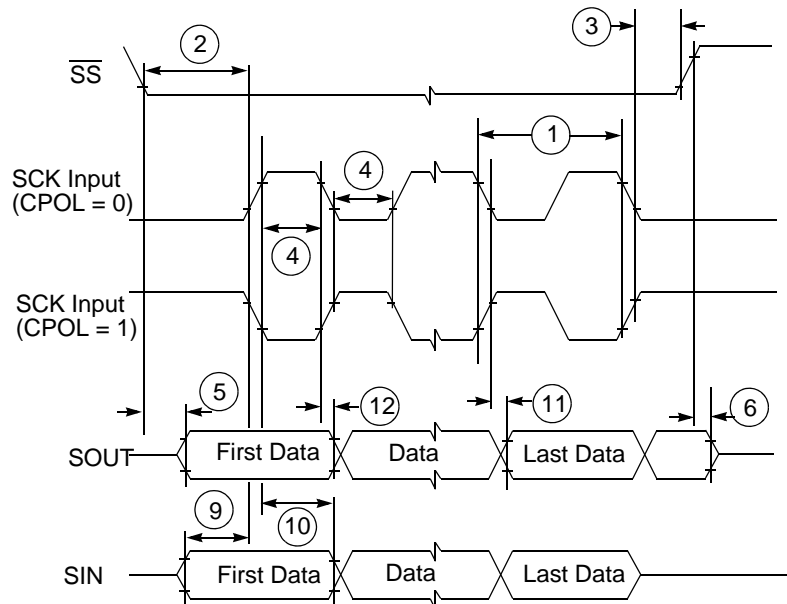 3
2
S̅S̅
1
SCK Input
(CPOL = 0)
4
4
SCK Input
(CPOL = 1)
5
12
11
6
SOUT
First Data
Data
Last Data
9
10
SIN
First Data
Data
Last Data